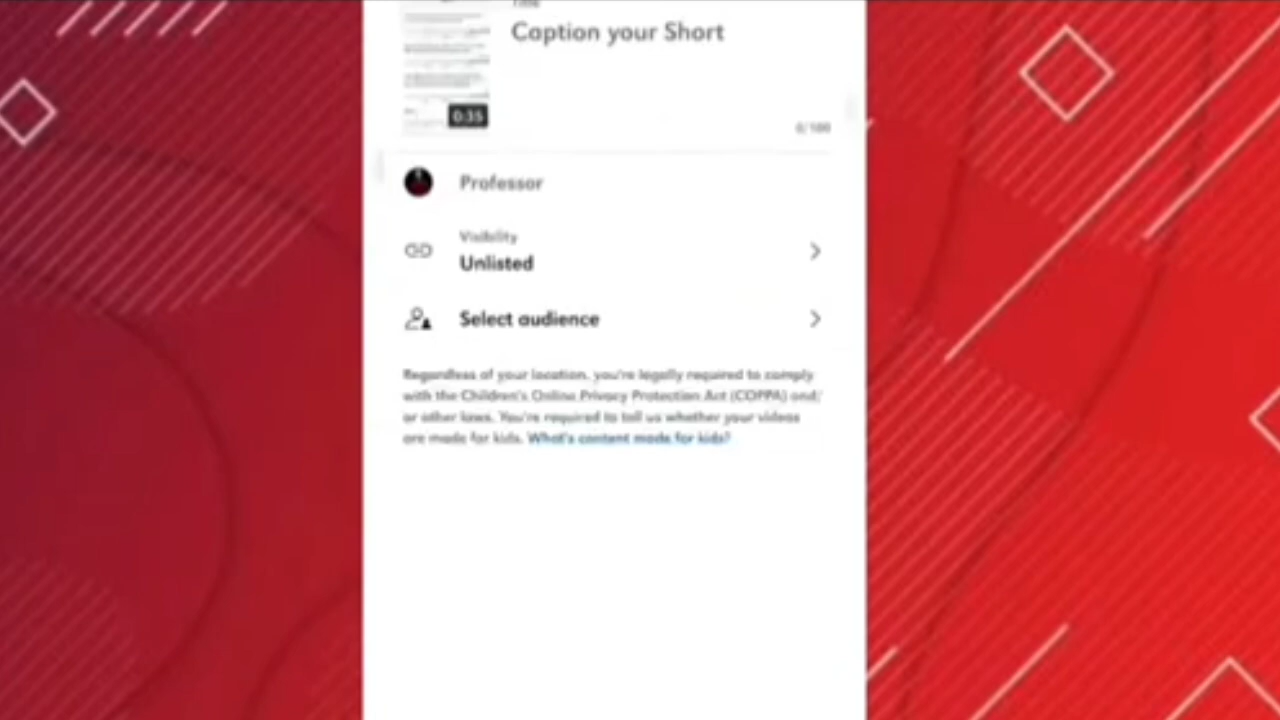 Title
Caption your Short
0:35
0/100
Professor
Visibility
Unlisted
Select audience
Regardless of your location, you're legally required to comply
with the Children's Online Privacy Protection Act (COPPA) and/
or other laws. You're required to tell us whether your videos
are made for kids. What's content made for kids?